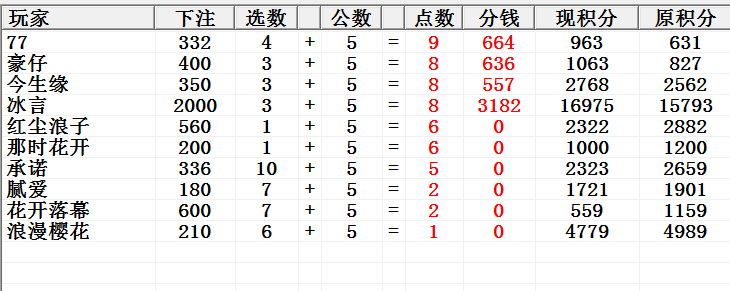 玩家 下注 选数 公数 点数 分钱 现积分 原积分
77 332 4 + 5 = 9 664 963 631
豪仔 400 3 + 5 = 8 636 1063 827
今生缘 350 3 + 5 = 8 557 2768 2562
冰言 2000 3 + 5 = 8 3182 16975 15793
红尘浪子 560 1 + 5 = 6 0 2322 2882
那时花开 200 1 + 5 = 6 0 1000 1200
承诺 336 10 + 5 = 5 0 2323 2659
腻爱 180 7 + 5 = 2 0 1721 1901
花开落幕 600 7 + 5 = 2 0 559 1159
浪漫樱花 210 6 + 5 = 1 0 4779 4989